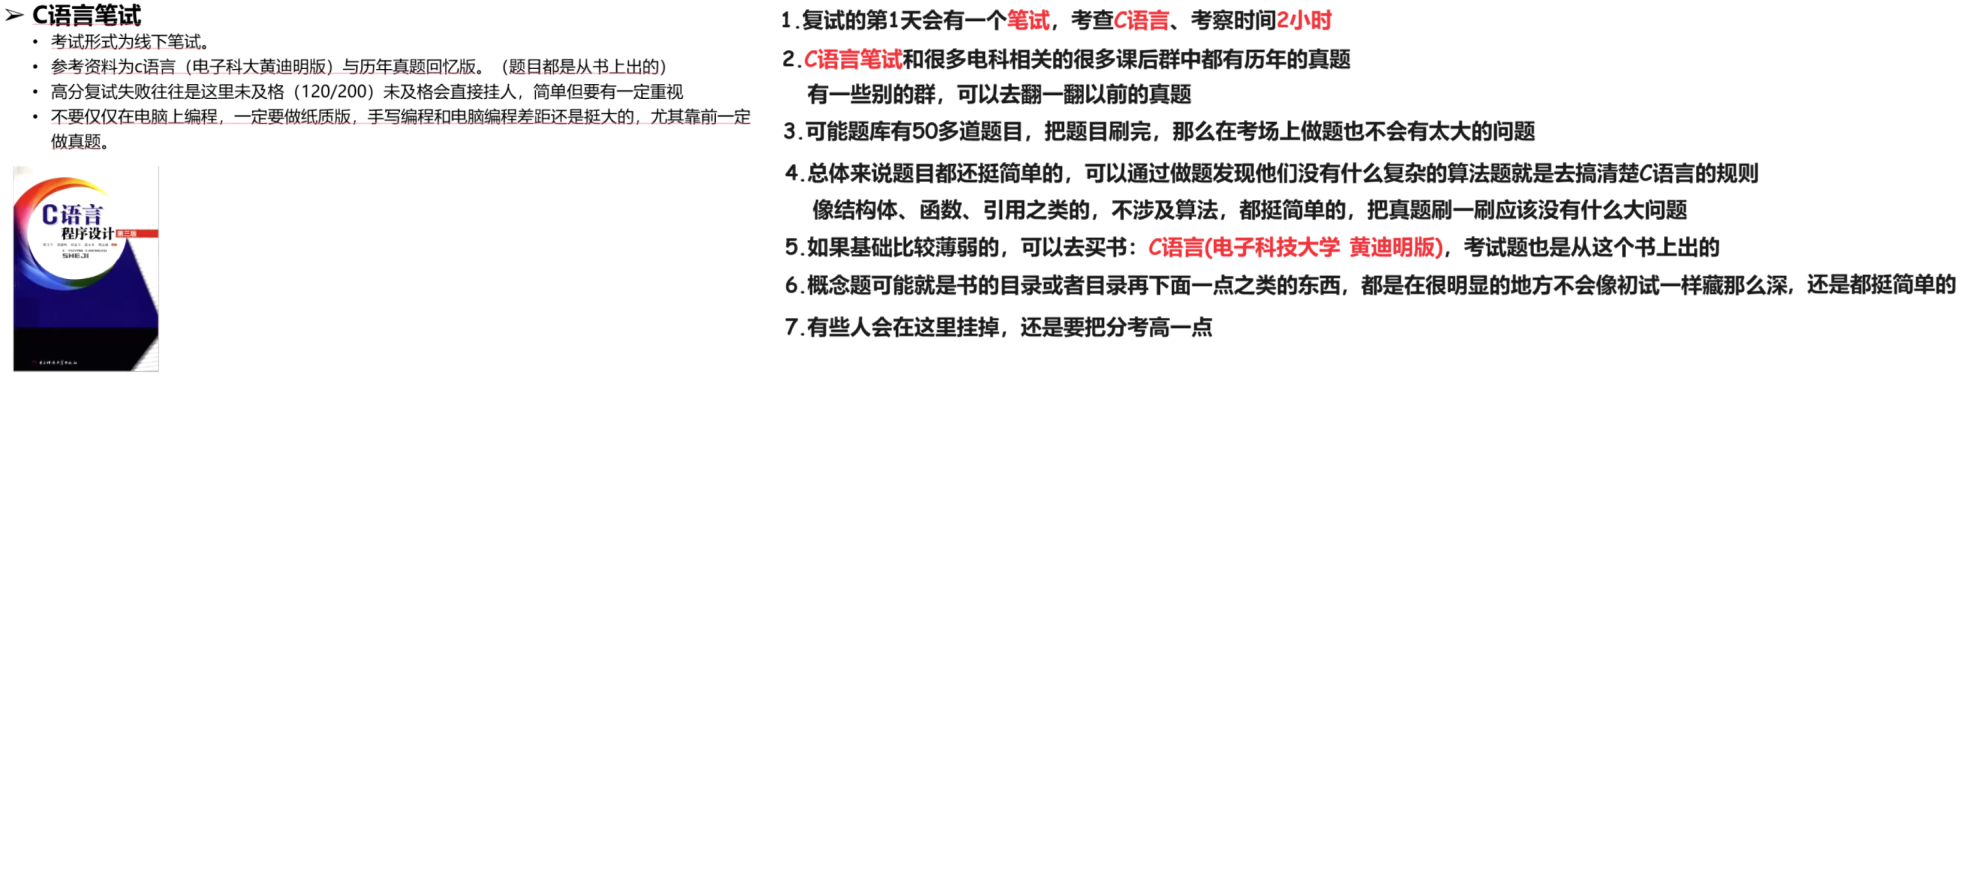 ➢ C语言笔试
• 考试形式为线下笔试。
• 参考资料为c语言（电子科大黄迪明版）与历年真题回忆版。（题目都是从书上出的）
• 高分复试失败往往是这里未及格（120/200）未及格会直接挂人，简单但要有一定重视
• 不要仅仅在电脑上编程，一定要做纸质版，手写编程和电脑编程差距还是挺大的，尤其靠前一定
做真题。
C语言
程序设计 第三版
SHEJI
1.复试的第1天会有一个笔试，考查C语言、考察时间2小时
2.C语言笔试和很多电科相关的很多课后群中都有历年的真题
有一些别的群，可以去翻一翻以前的真题
3.可能题库有50多道题目，把题目刷完，那么在考场上做题也不会有太大的问题
4.总体来说题目都还挺简单的，可以通过做题发现他们没有什么复杂的算法题就是去搞清楚C语言的规则
像结构体、函数、引用之类的，不涉及算法，都挺简单的，把真题刷一刷应该没有什么大问题
5.如果基础比较薄弱的，可以去买书：C语言(电子科技大学 黄迪明版)，考试题也是从这个书上出的
6.概念题可能就是书的目录或者目录再下面一点之类的东西，都是在很明显的地方不会像初试一样藏那么深，还是都挺简单的
7.有些人会在这里挂掉，还是要把分考高一点